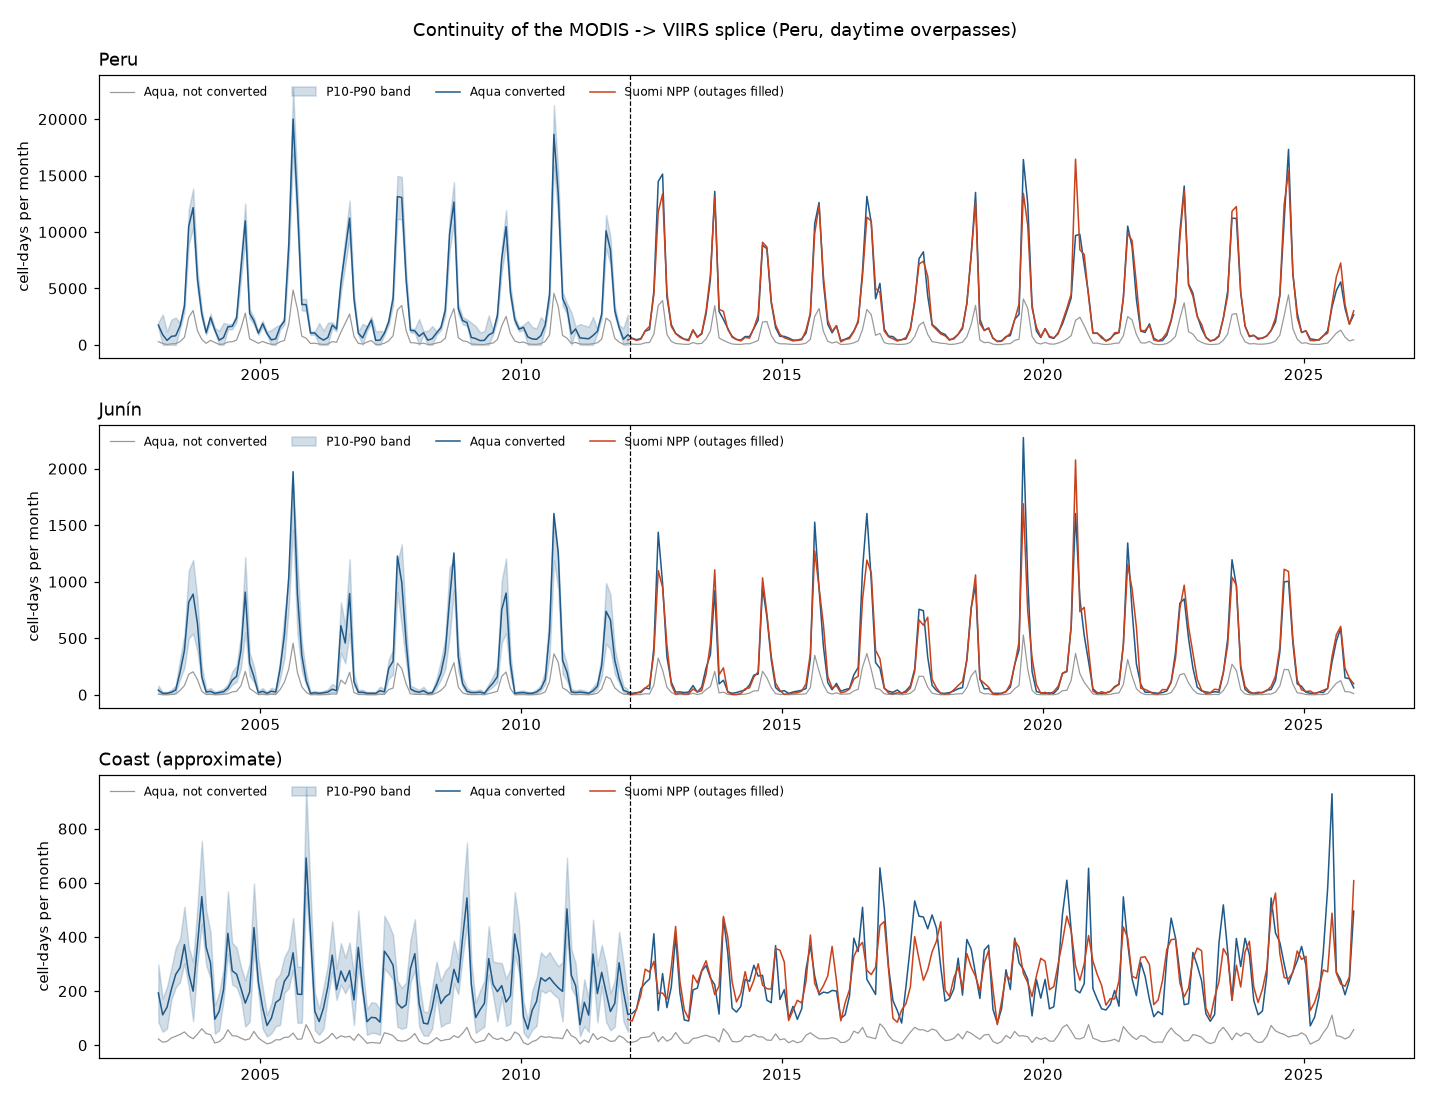 Continuity of the MODIS -> VIIRS splice (Peru, daytime overpasses)
Peru
Aqua, not converted P10-P90 band Aqua converted Suomi NPP (outages filled)
cell-days per month
20000
15000
10000
5000
0
2005 2010 2015 2020 2025
Junín
Aqua, not converted P10-P90 band Aqua converted Suomi NPP (outages filled)
cell-days per month
2000
1500
1000
500
0
2005 2010 2015 2020 2025
Coast (approximate)
Aqua, not converted P10-P90 band Aqua converted Suomi NPP (outages filled)
cell-days per month
800
600
400
200
0
2005 2010 2015 2020 2025